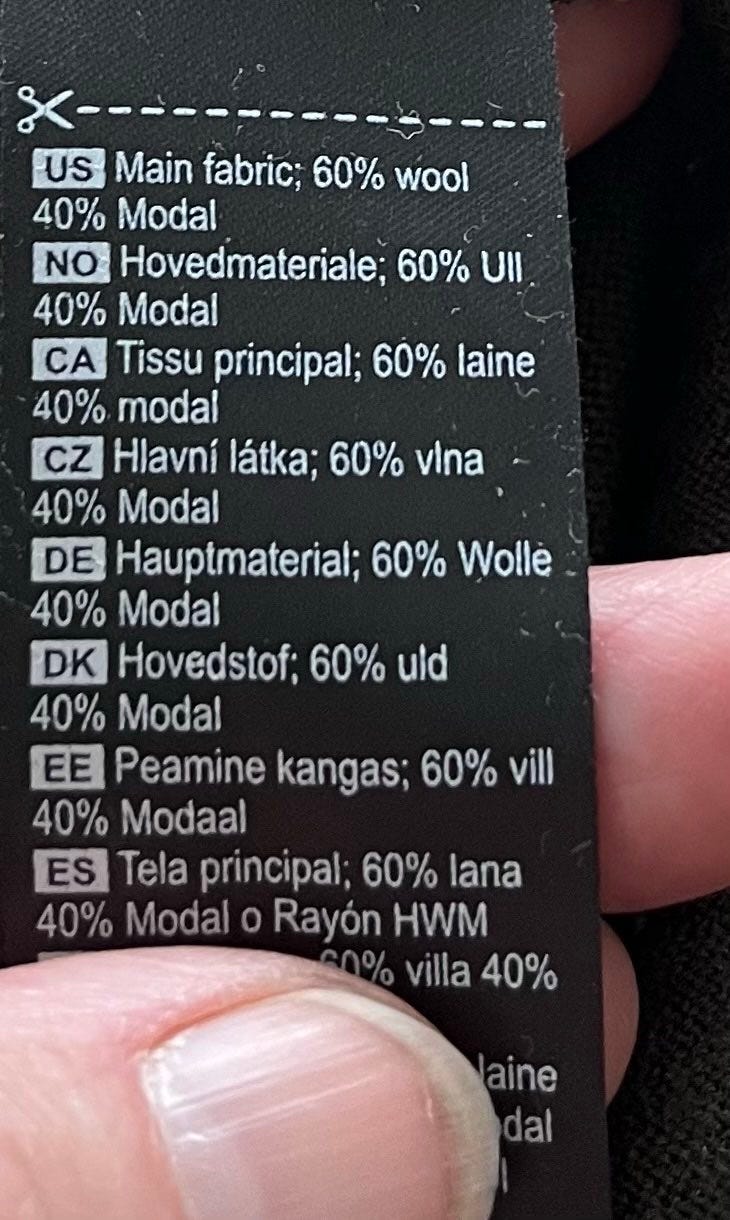 US Main fabric; 60% wool
40% Modal
NO Hovedmateriale; 60% Ull
40% Modal
CA Tissu principal; 60% laine
40% modal
CZ Hlavní látka; 60% vlna
40% Modal
DE Hauptmaterial; 60% Wolle
40% Modal
DK Hovedstof; 60% uld
40% Modal
EE Peamine kangas; 60% vill
40% Modaal
ES Tela principal; 60% lana
40% Modal o Rayón HWM
60% villa 40%
laine